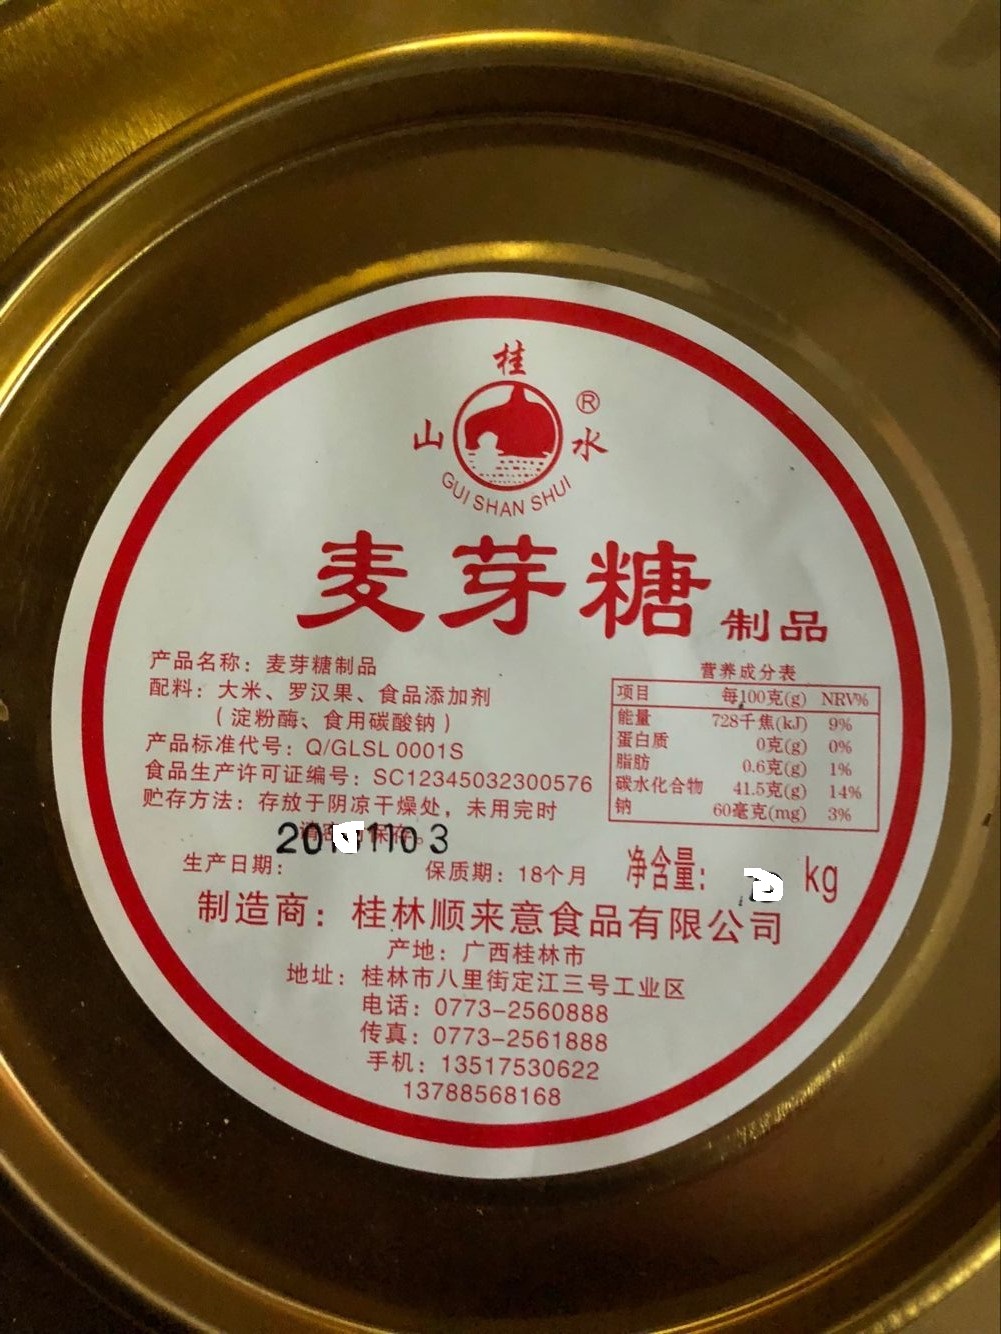 桂
山 水
®
GUI SHAN SHUI
麦芽糖 制品
产品名称：麦芽糖制品
配料：大米、罗汉果、食品添加剂
（淀粉酶、食用碳酸钠）
产品标准代号：Q/GLSL 0001S
食品生产许可证编号：SC12345032300576
贮存方法：存放于阴凉干燥处，未用完时
保存。
营养成分表
项目 每100克(g) NRV%
能量 728千焦(kJ) 9%
蛋白质 0克(g) 0%
脂肪 0.6克(g) 1%
碳水化合物 41.5克(g) 14%
钠 60毫克(mg) 3%
生产日期： 保质期：18个月 净含量： kg
制造商：桂林顺来意食品有限公司
产地：广西桂林市
地址：桂林市八里街定江三号工业区
电话：0773-2560888
传真：0773-2561888
手机：13517530622
13788568168